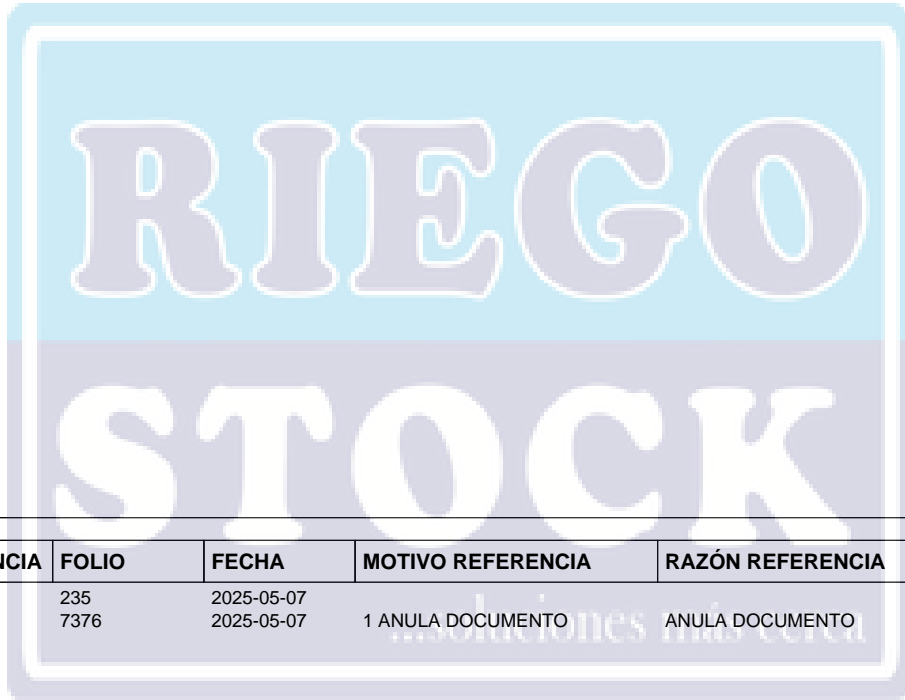 RIEGO
STOCK
NCIA FOLIO FECHA MOTIVO REFERENCIA RAZÓN REFERENCIA
235 2025-05-07
7376 2025-05-07 1 ANULA DOCUMENTO ANULA DOCUMENTO
...soluciones más cerca